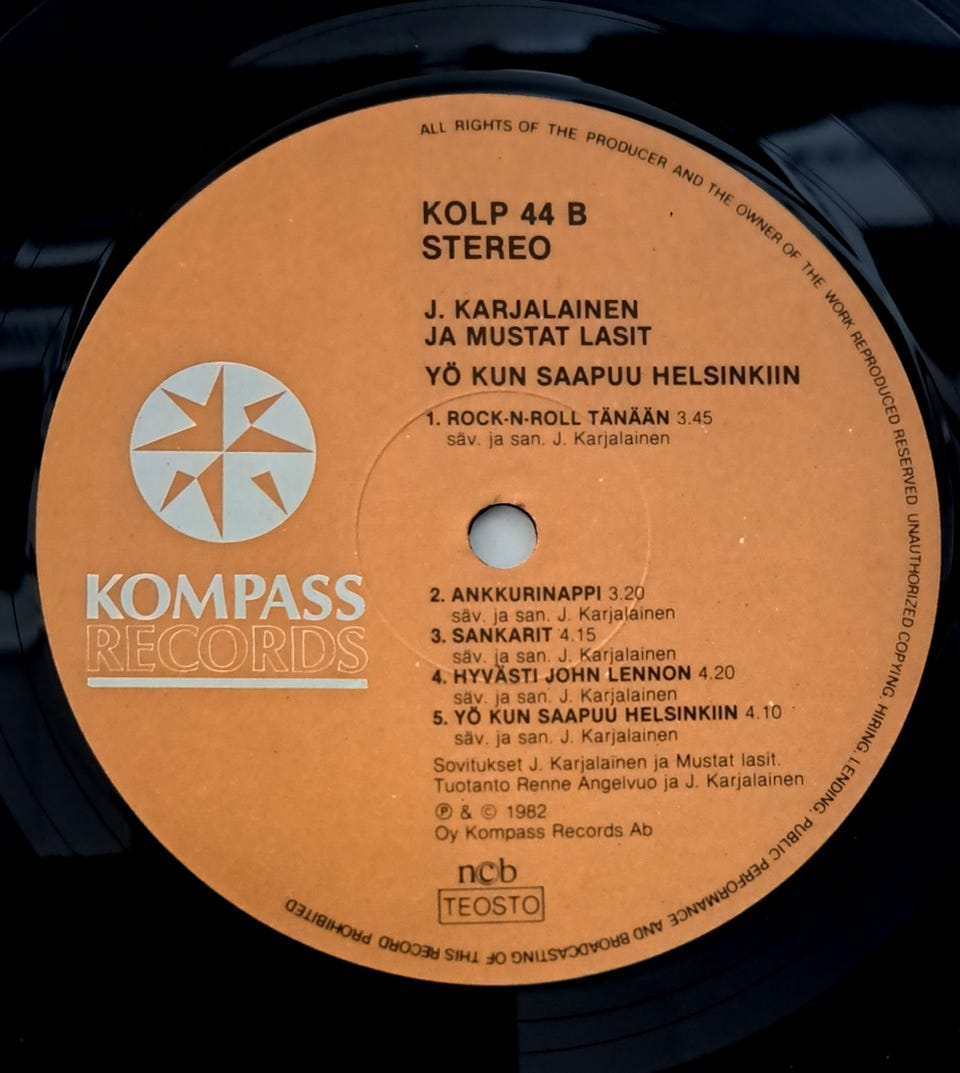 ALL RIGHTS OF THE PRODUCER AND THE OWNER OF THE WORK REPRODUCED RESERVED UNAUTHORIZED COPYING, HIRING, LENDING, PUBLIC PERFORMANCE AND BROADCASTING OF THIS RECORD PROHIBITED
KOLP 44 B
STEREO
J. KARJALAINEN
JA MUSTAT LASIT
YÖ KUN SAAPUU HELSINKIIN
1. ROCK-N-ROLL TÄNÄÄN 3.45
säv. ja san. J. Karjalainen
KOMPASS
RECORDS
2. ANKKURINAPPI 3.20
säv. ja san. J. Karjalainen
3. SANKARIT 4.15
säv. ja san. J. Karjalainen
4. HYVÄSTI JOHN LENNON 4.20
säv. ja san. J. Karjalainen
5. YÖ KUN SAAPUU HELSINKIIN 4.10
säv. ja san. J. Karjalainen
Sovitukset J. Karjalainen ja Mustat lasit.
Tuotanto Renne Angelvuo ja J. Karjalainen
℗ & © 1982
Oy Kompass Records Ab
ncb
TEOSTO